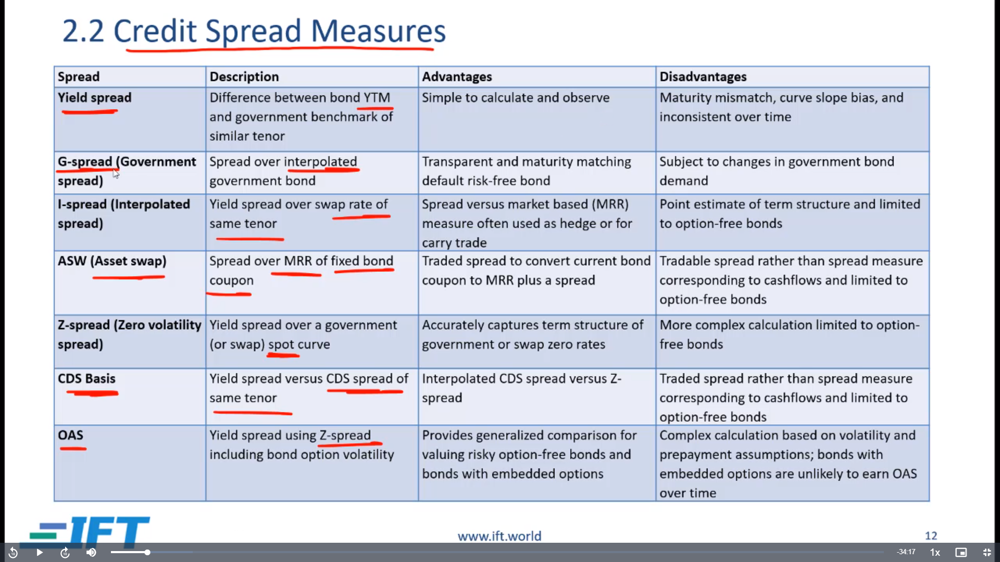 2.2 Credit Spread Measures
Spread
Description
Advantages
Disadvantages
Yield spread
Difference between bond YTM
and government benchmark of
similar tenor
Simple to calculate and observe
Maturity mismatch, curve slope bias, and
inconsistent over time
G-spread (Government
spread)
Spread over interpolated
government bond
Transparent and maturity matching
default risk-free bond
Subject to changes in government bond
demand
I-spread (Interpolated
spread)
Yield spread over swap rate of
same tenor
Spread versus market based (MRR)
measure often used as hedge or for
carry trade
Point estimate of term structure and limited
to option-free bonds
ASW (Asset swap)
Spread over MRR of fixed bond
coupon
Traded spread to convert current bond
coupon to MRR plus a spread
Tradable spread rather than spread measure
corresponding to cashflows and limited to
option-free bonds
Z-spread (Zero volatility
spread)
Yield spread over a government
(or swap) spot curve
Accurately captures term structure of
government or swap zero rates
More complex calculation limited to option-
free bonds
CDS Basis
Yield spread versus CDS spread of
same tenor
Interpolated CDS spread versus Z-
spread
Traded spread rather than spread measure
corresponding to cashflows and limited to
option-free bonds
OAS
Yield spread using Z-spread
including bond option volatility
Provides generalized comparison for
valuing risky option-free bonds and
bonds with embedded options
Complex calculation based on volatility and
prepayment assumptions; bonds with
embedded options are unlikely to earn OAS
over time
IFT
www.ift.world
12
10
10
-34:17
1x